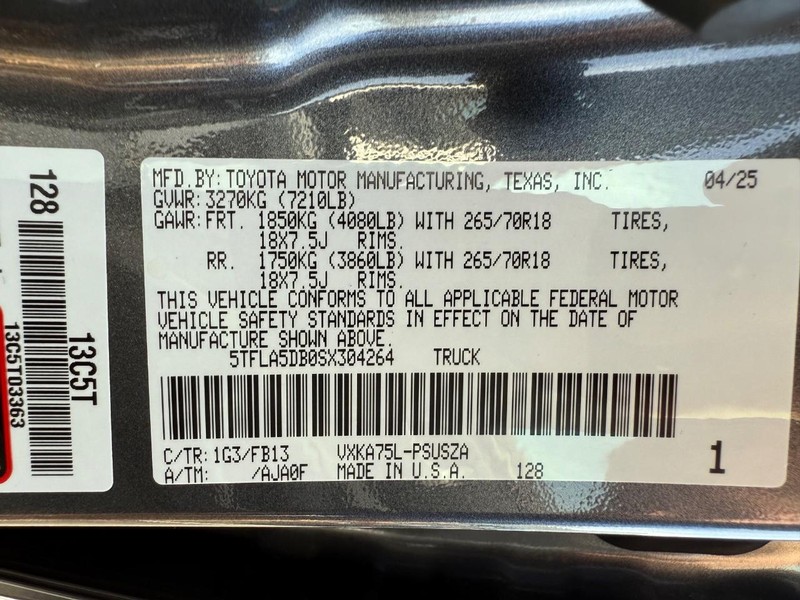 128
13C5T
13C5T03363
MFD.BY: TOYOTA MOTOR MANUFACTURING, TEXAS, INC. 04/25
GVWR: 3270KG (7210LB)
GAWR: FRT. 1850KG (4080LB) WITH 265/70R18 TIRES,
18X7.5J RIMS.
RR. 1750KG (3860LB) WITH 265/70R18 TIRES,
18X7.5J RIMS.
THIS VEHICLE CONFORMS TO ALL APPLICABLE FEDERAL MOTOR
VEHICLE SAFETY STANDARDS IN EFFECT ON THE DATE OF
MANUFACTURE SHOWN ABOVE.
5TFLA5DB0SX304264 TRUCK
C/TR: 1G3/FB13 VXKA75L-PSUSZA
A/TM: /AJA0F MADE IN U.S.A. 128
1